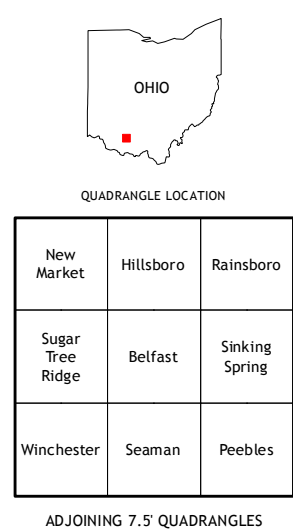 OHIO
QUADRANGLE LOCATION
New
Market
Hillsboro
Rainsboro
Sugar
Tree
Ridge
Belfast
Sinking
Spring
Winchester
Seaman
Peebles
ADJOINING 7.5' QUADRANGLES